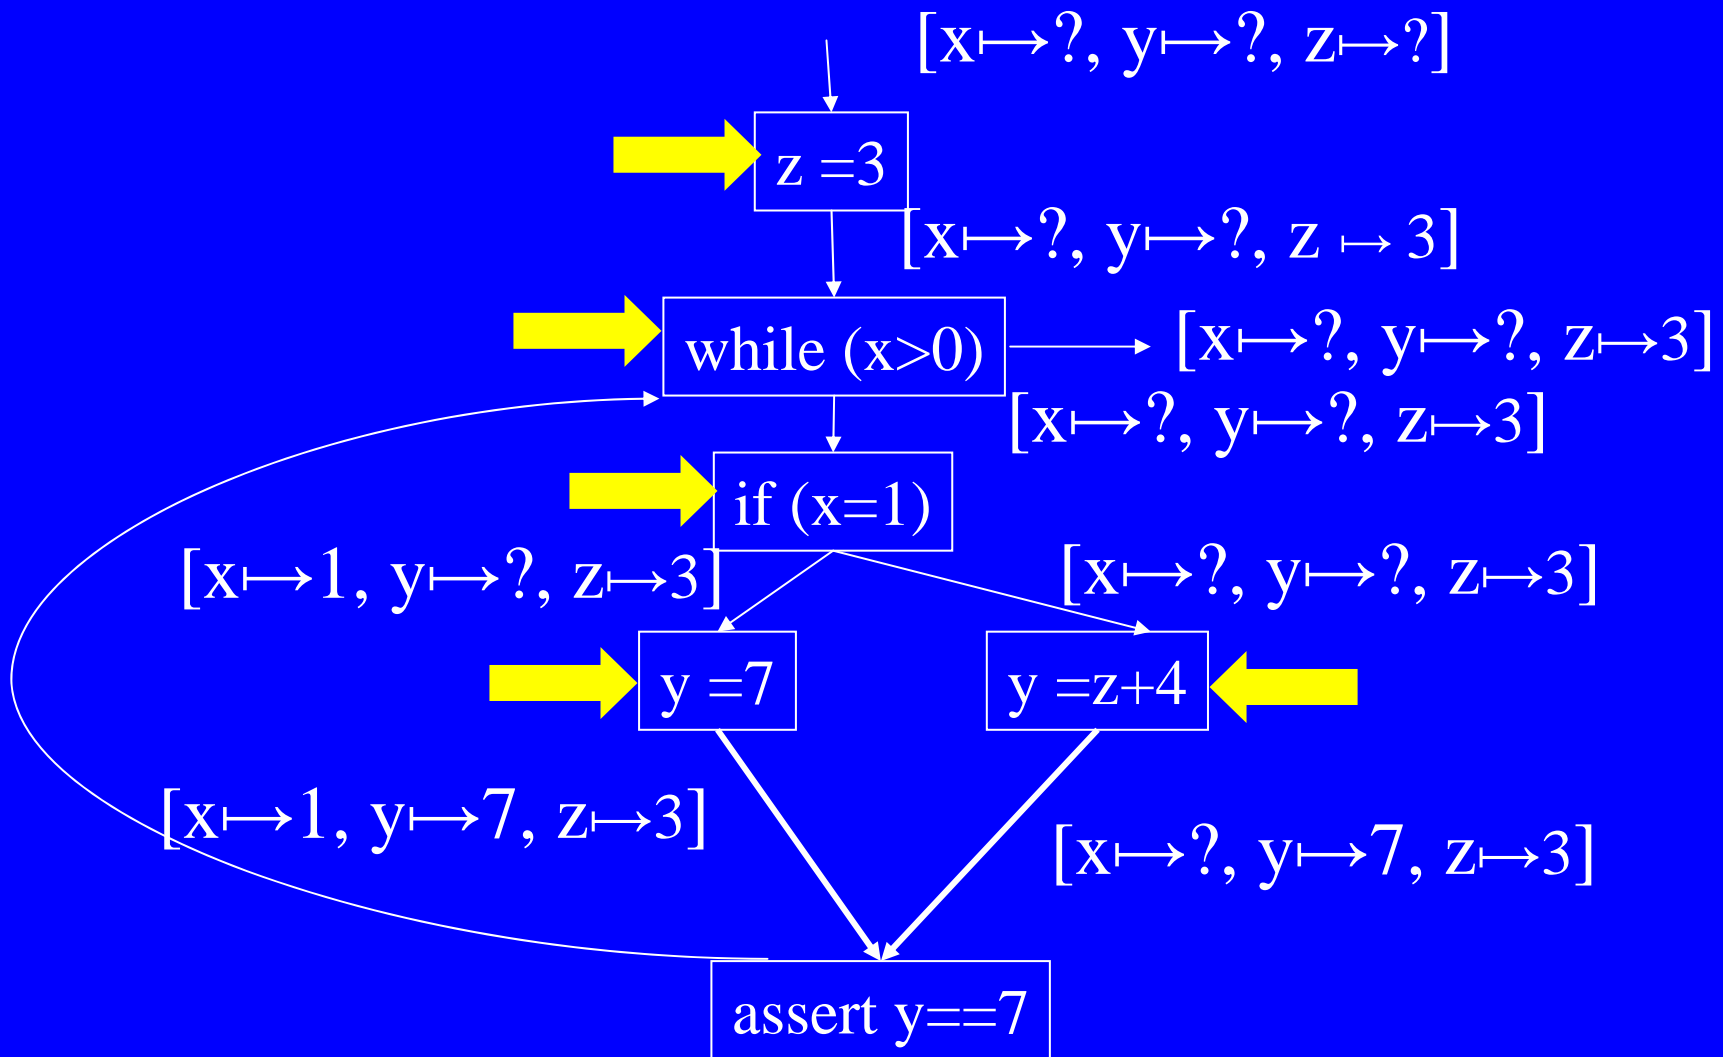 [x↦?, y↦?, z↦?]
z =3
[x↦?, y↦?, z ↦ 3]
while (x>0)
[x↦?, y↦?, z↦3]
[x↦?, y↦?, z↦3]
if (x=1)
[x↦1, y↦?, z↦3]
[x↦?, y↦?, z↦3]
y =7
y =z+4
[x↦1, y↦7, z↦3]
[x↦?, y↦7, z↦3]
assert y==7